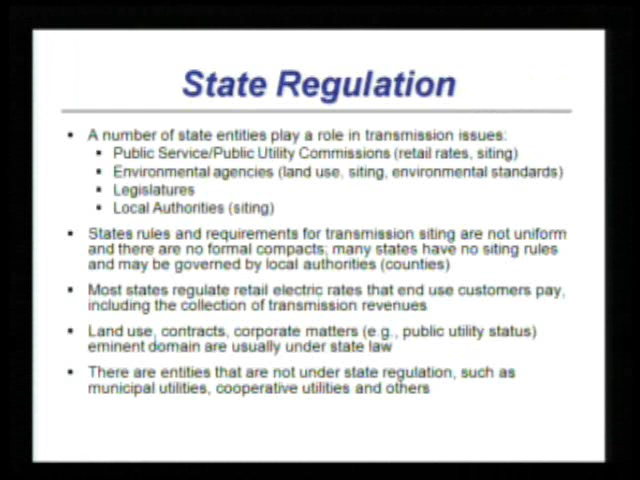 State Regulation
▪ A number of state entities play a role in transmission issues:
▪ Public Service/Public Utility Commissions (retail rates, siting)
▪ Environmental agencies (land use, siting, environmental standards)
▪ Legislatures
▪ Local Authorities (siting)
▪ States rules and requirements for transmission siting are not uniform
and there are no formal compacts; many states have no siting rules
and may be governed by local authorities (counties)
▪ Most states regulate retail electric rates that end use customers pay,
including the collection of transmission revenues
▪ Land use, contracts, corporate matters (e.g., public utility status)
eminent domain are usually under state law
▪ There are entities that are not under state regulation, such as
municipal utilities, cooperative utilities and others